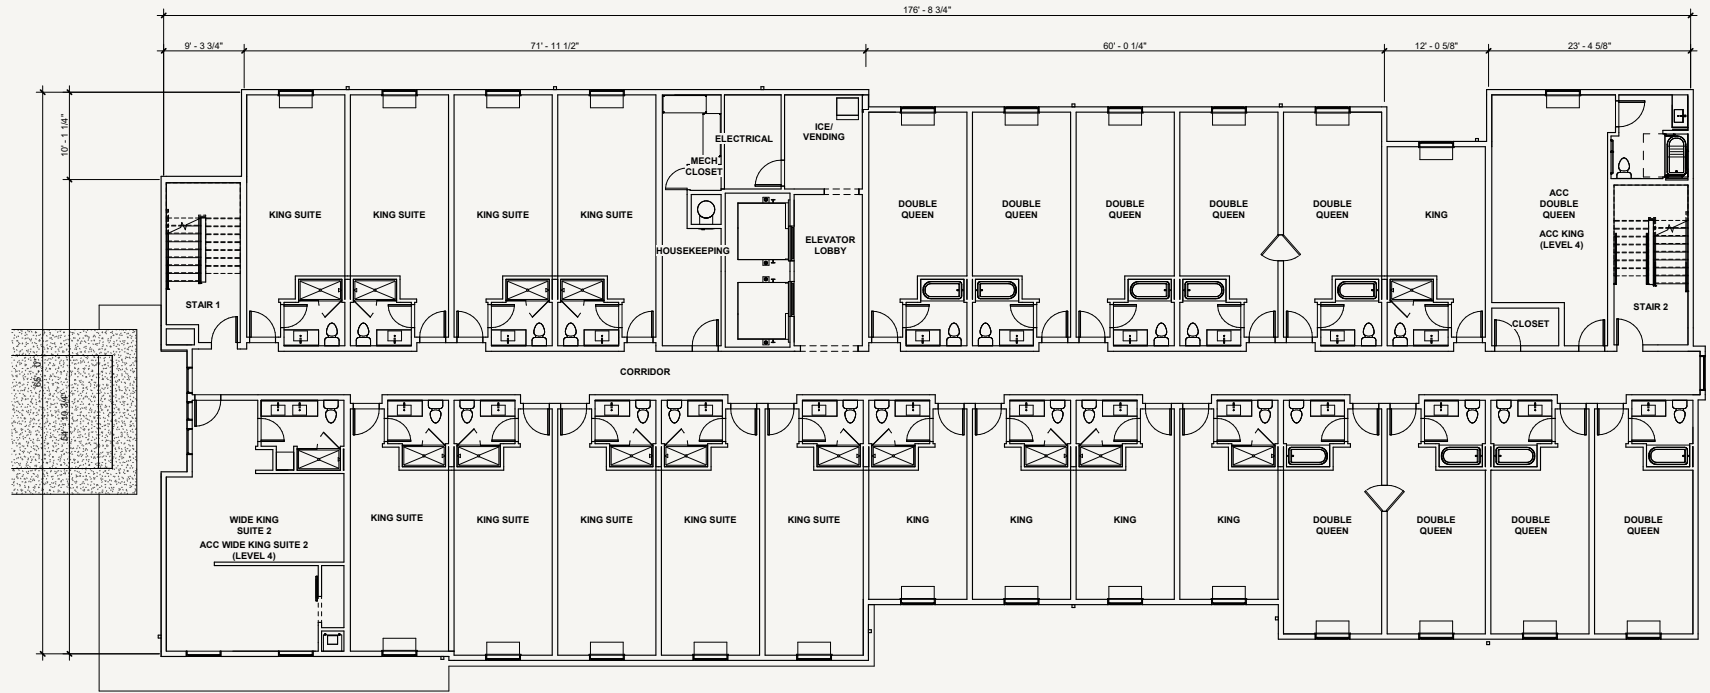 176' - 8 3/4"
9' - 3 3/4"
71' - 11 1/2"
60' - 0 1/4"
12' - 0 5/8"
23' - 4 5/8"
10' - 1 1/4"
ELECTRICAL
ICE/
VENDING
MECH
CLOSET
KING SUITE
KING SUITE
KING SUITE
KING SUITE
HOUSEKEEPING
ELEVATOR
LOBBY
DOUBLE
QUEEN
DOUBLE
QUEEN
DOUBLE
QUEEN
DOUBLE
QUEEN
DOUBLE
QUEEN
KING
ACC
DOUBLE
QUEEN
ACC KING
(LEVEL 4)
STAIR 1
STAIR 2
CLOSET
CORRIDOR
WIDE KING
SUITE 2
ACC WIDE KING SUITE 2
(LEVEL 4)
KING SUITE
KING SUITE
KING SUITE
KING SUITE
KING SUITE
KING
KING
KING
KING
DOUBLE
QUEEN
DOUBLE
QUEEN
DOUBLE
QUEEN
DOUBLE
QUEEN